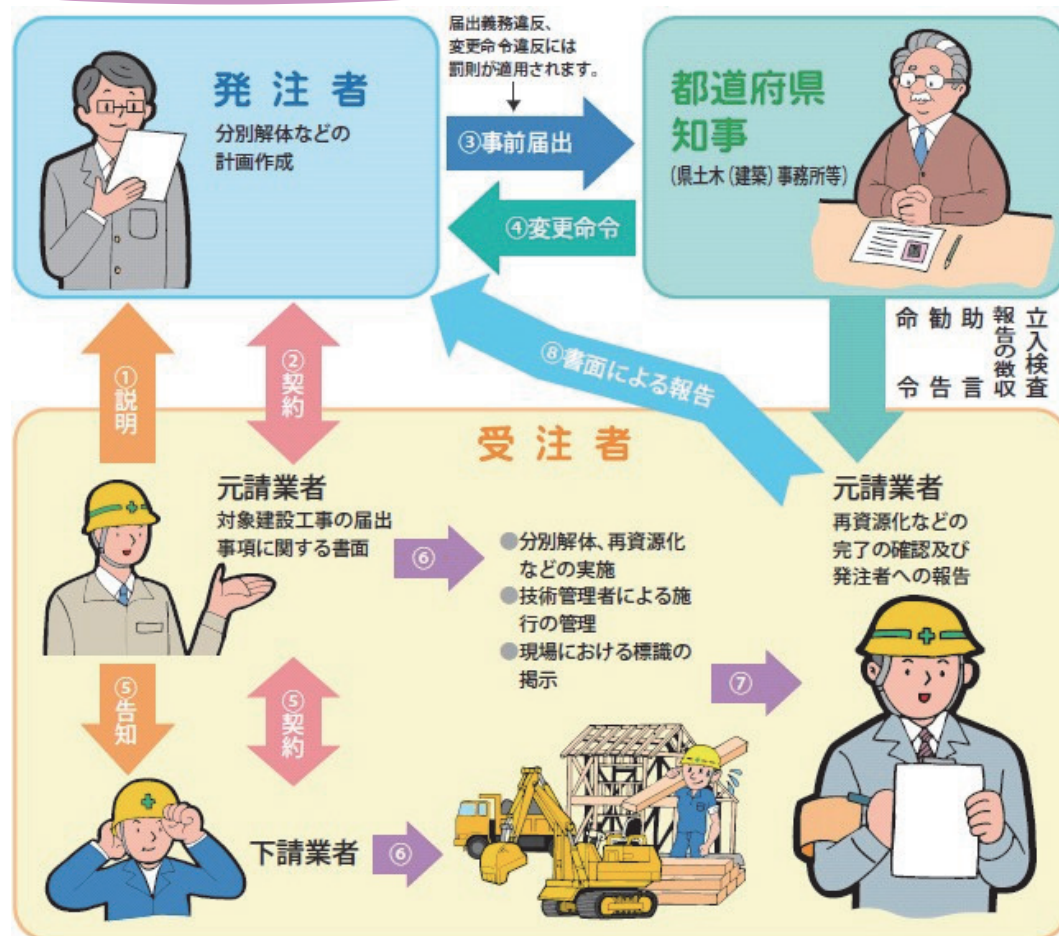 届出義務違反、
変更命令違反には
罰則が適用されます。
発注者
分別解体などの
計画作成
③事前届出
④変更命令
都道府県
知事
(県土木(建築)事務所等)
立入検査
報告の徴収
助言
勧告
命令
①説明
②契約
⑧書面による報告
受注者
元請業者
対象建設工事の届出
事項に関する書面
⑥
●分別解体、再資源化
などの実施
●技術管理者による施
行の管理
●現場における標識の
掲示
⑦
元請業者
再資源化などの
完了の確認及び
発注者への報告
⑤告知
⑤契約
下請業者
⑥